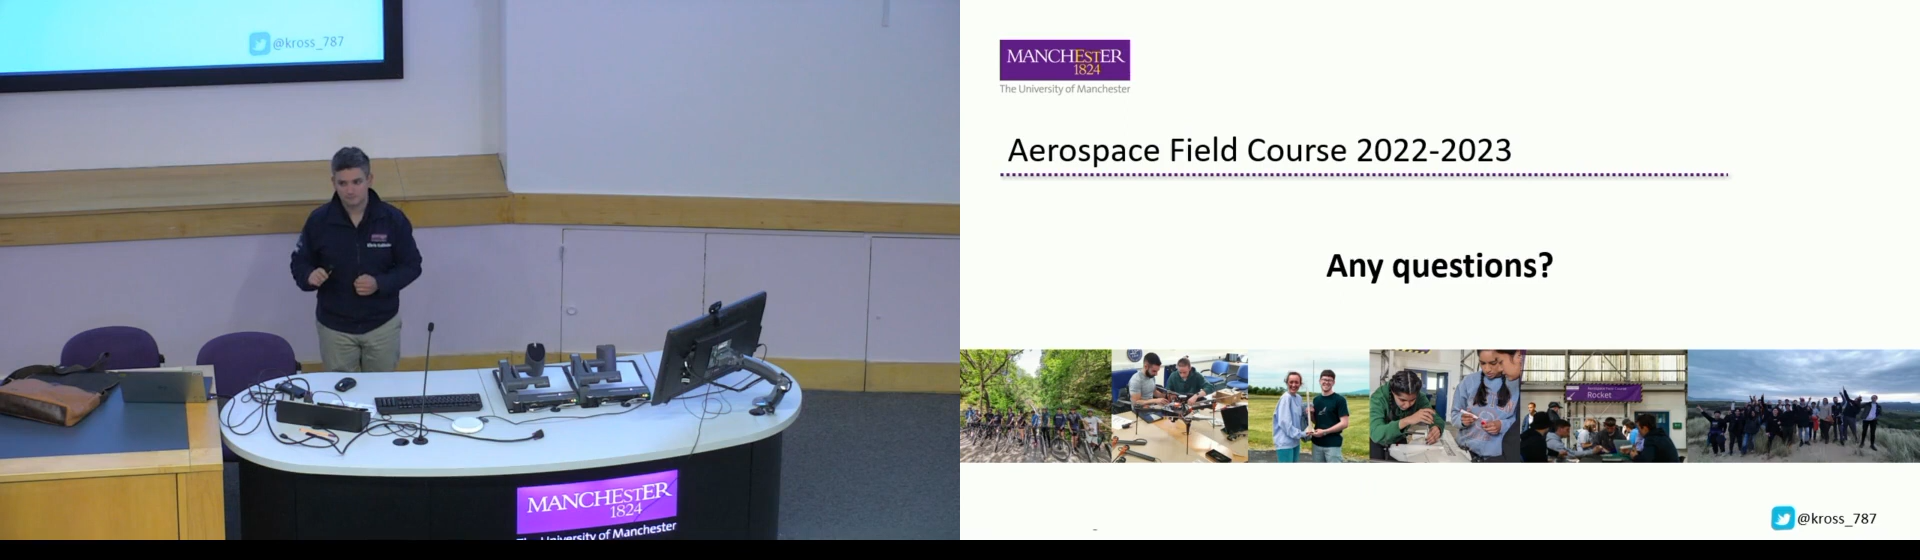 @kross_787
MANCHESTER
1824
The University of Manchester
MANCHESTER
1824
The University of Manchester
Aerospace Field Course 2022-2023
Any questions?
Rocket
@kross_787